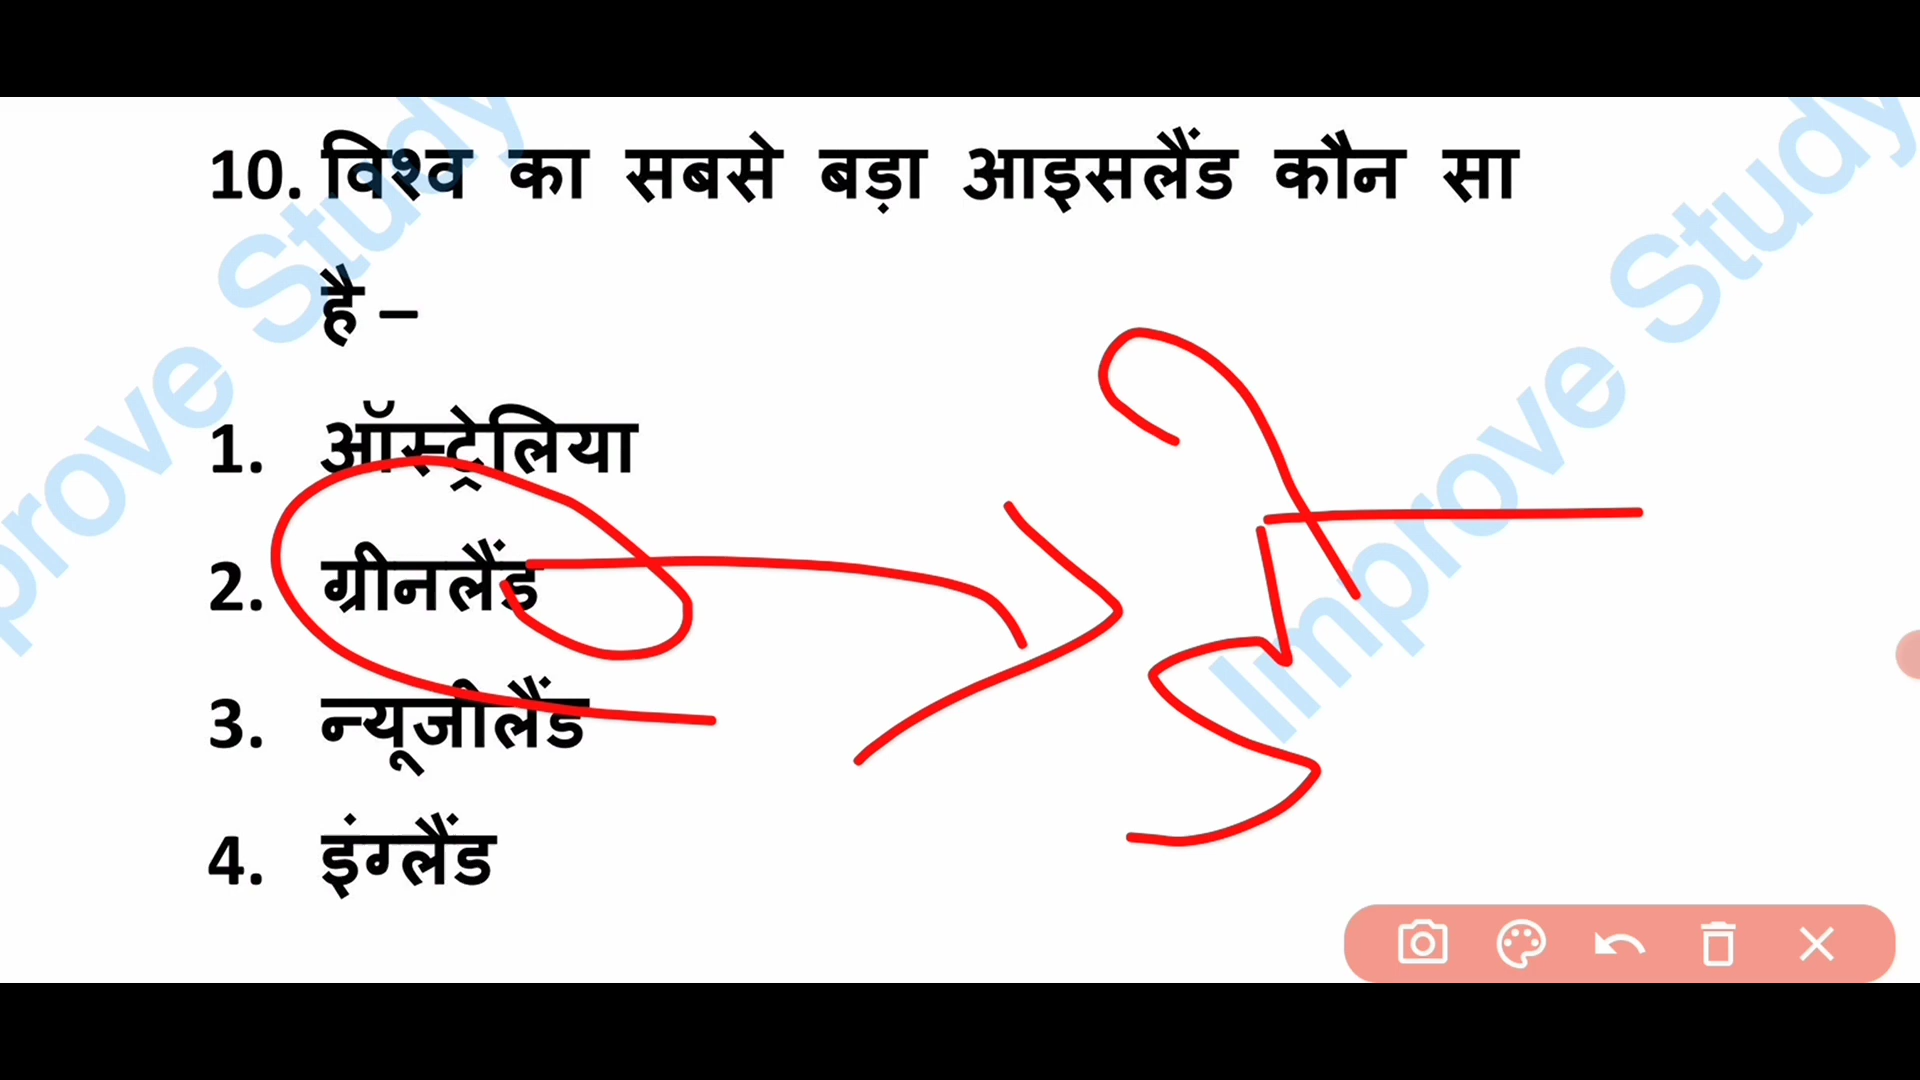 10. विश्व का सबसे बड़ा आइसलैंड कौन सा
है –
1. ऑस्ट्रेलिया
2. ग्रीनलैंड
3. न्यूजीलैंड
4. इंग्लैंड
Improve Study
Improve Study